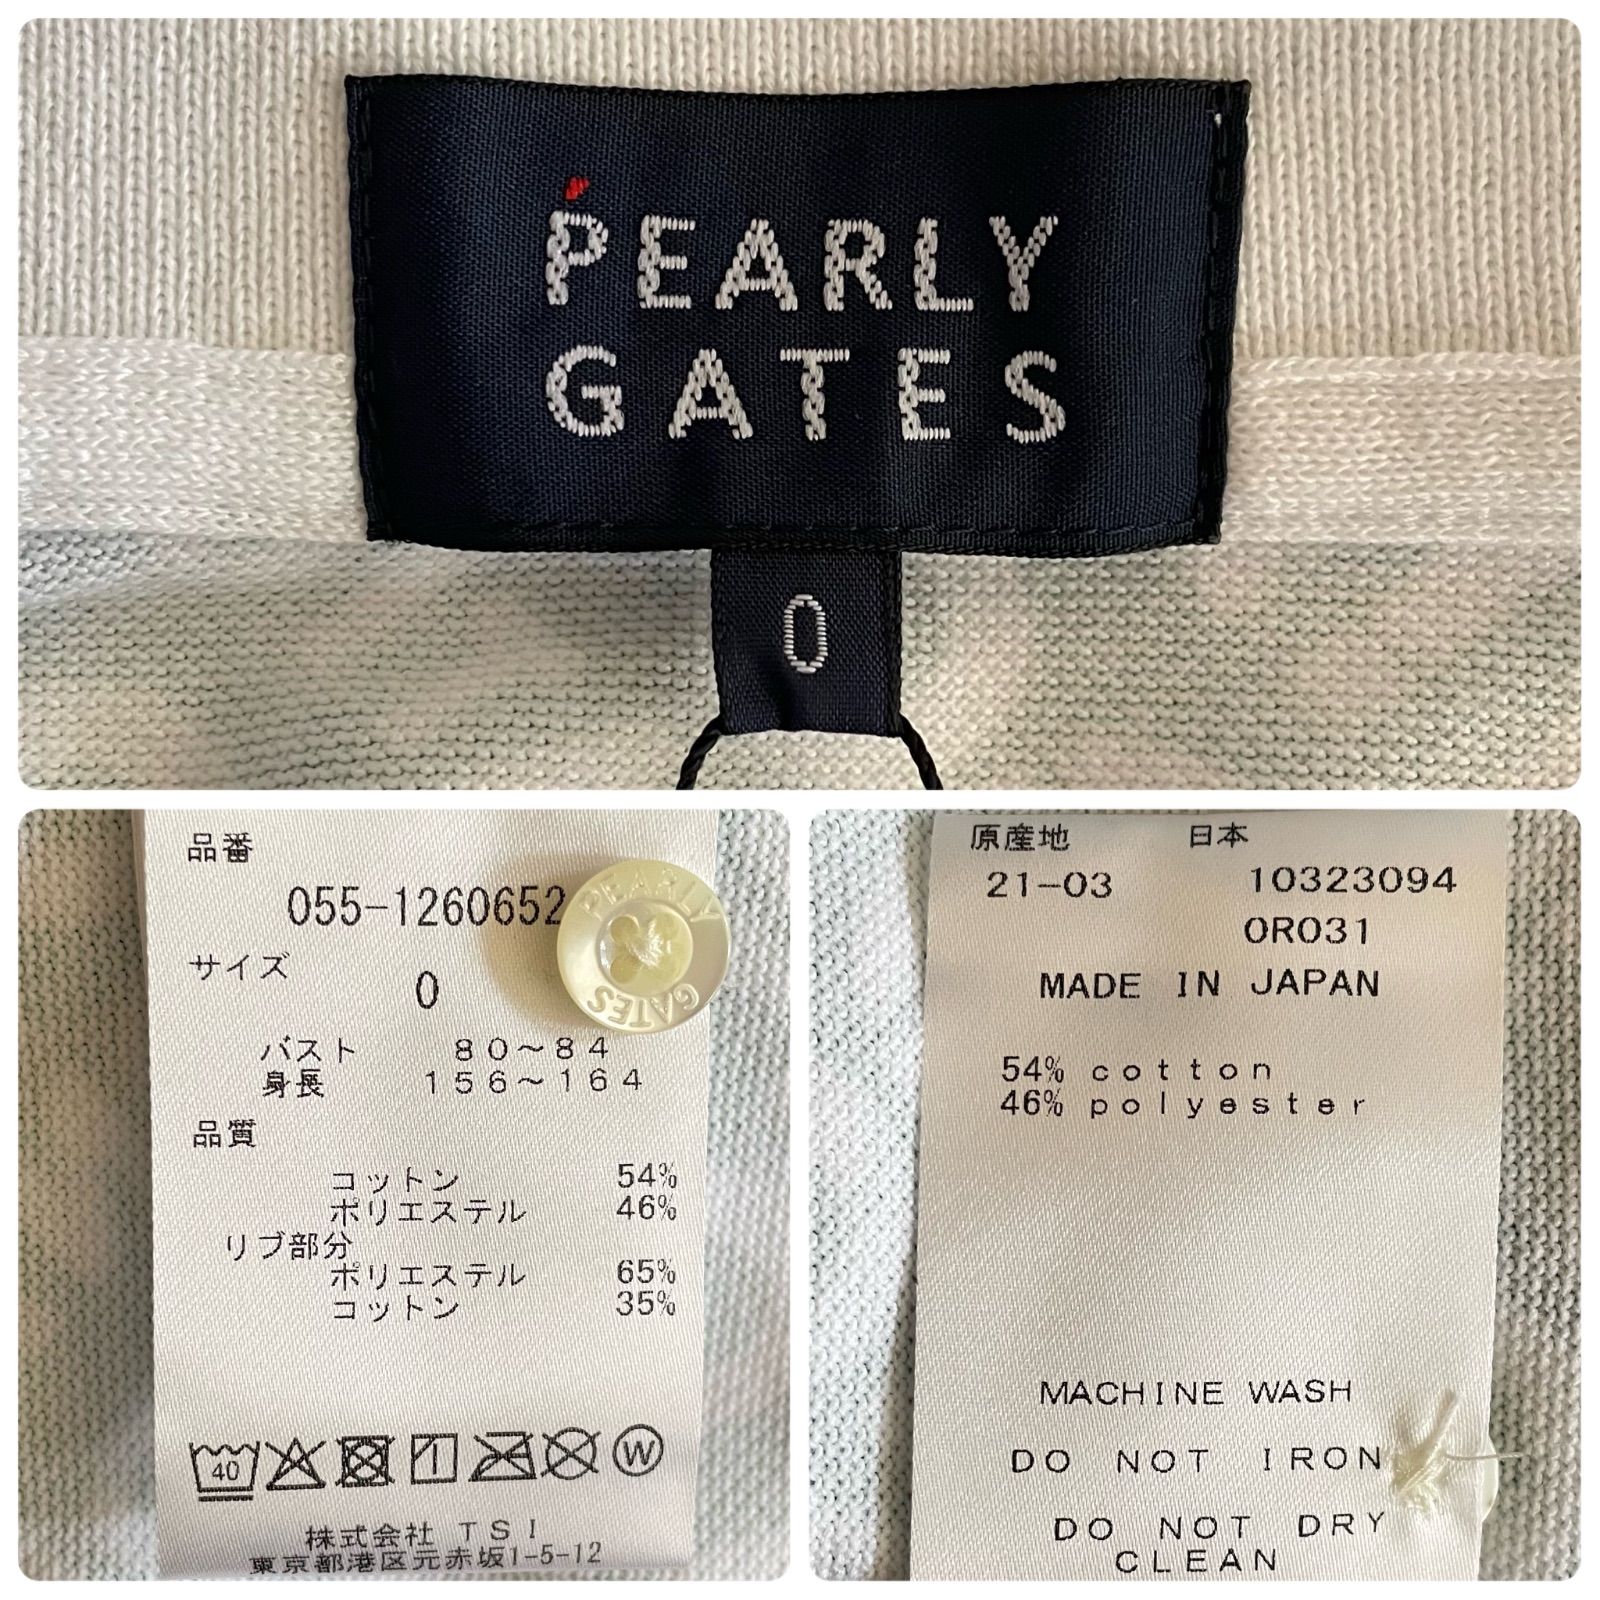 PEARLY
GATES
0
品番
055-1260652
サイズ
0
バスト 80~84
身長 156~164
品質
コットン 54%
ポリエステル 46%
リブ部分
ポリエステル 65%
コットン 35%
40
W
株式会社 TSI
東京都港区元赤坂1-5-12
PEARLY
GATES
原産地 日本
21-03 10323094
0R031
MADE IN JAPAN
54% cotton
46% polyester
MACHINE WASH
DO NOT IRON
DO NOT DRY
CLEAN